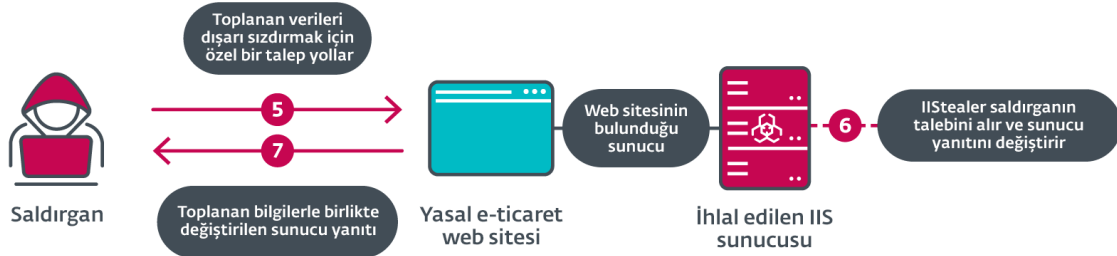 Toplanan verileri
dışarı sızdırmak için
özel bir talep yollar
5
7
Toplanan bilgilerle birlikte
değiştirilen sunucu yanıtı
Saldırgan
Yasal e-ticaret
web sitesi
Web sitesinin
bulunduğu
sunucu
İhlal edilen IIS
sunucusu
6
IIStealer saldırganın
talebini alır ve sunucu
yanıtını değiştirir